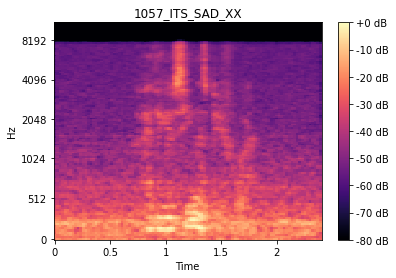 1057_ITS_SAD_XX
+0 dB
8192
-10 dB
4096
-20 dB
-30 dB
2048
-40 dB
Hz
1024
-50 dB
-60 dB
512
-70 dB
0
-80 dB
0 0.5 1 1.5 2
Time